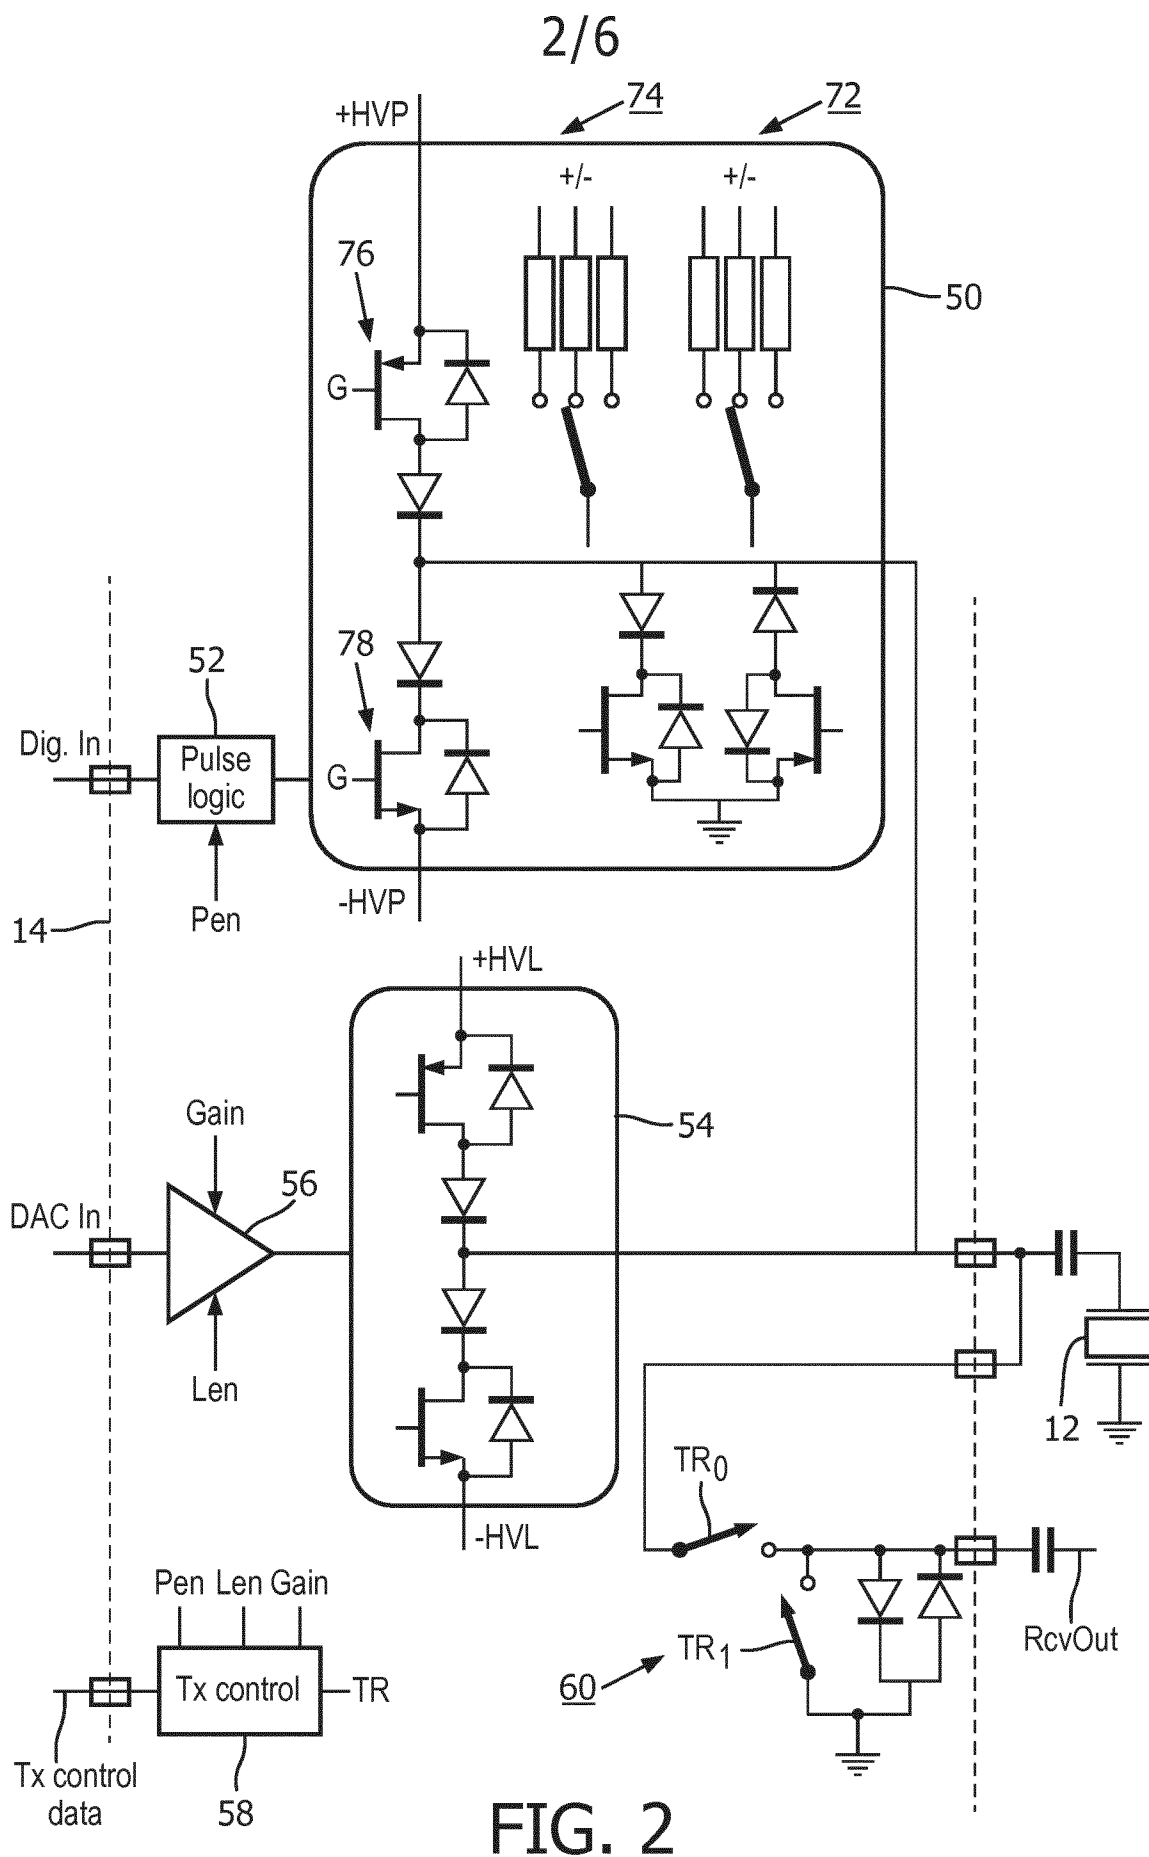 2/6
74
72
+HVP
+/-
+/-
76
50
G
52
78
Dig. In
Pulse
logic
G
14
Pen
-HVP
+HVL
Gain
54
56
DAC In
Len
12
TR0
-HVL
Pen Len Gain
RcvOut
TR1
60
Tx control
TR
Tx control
data
58
FIG. 2